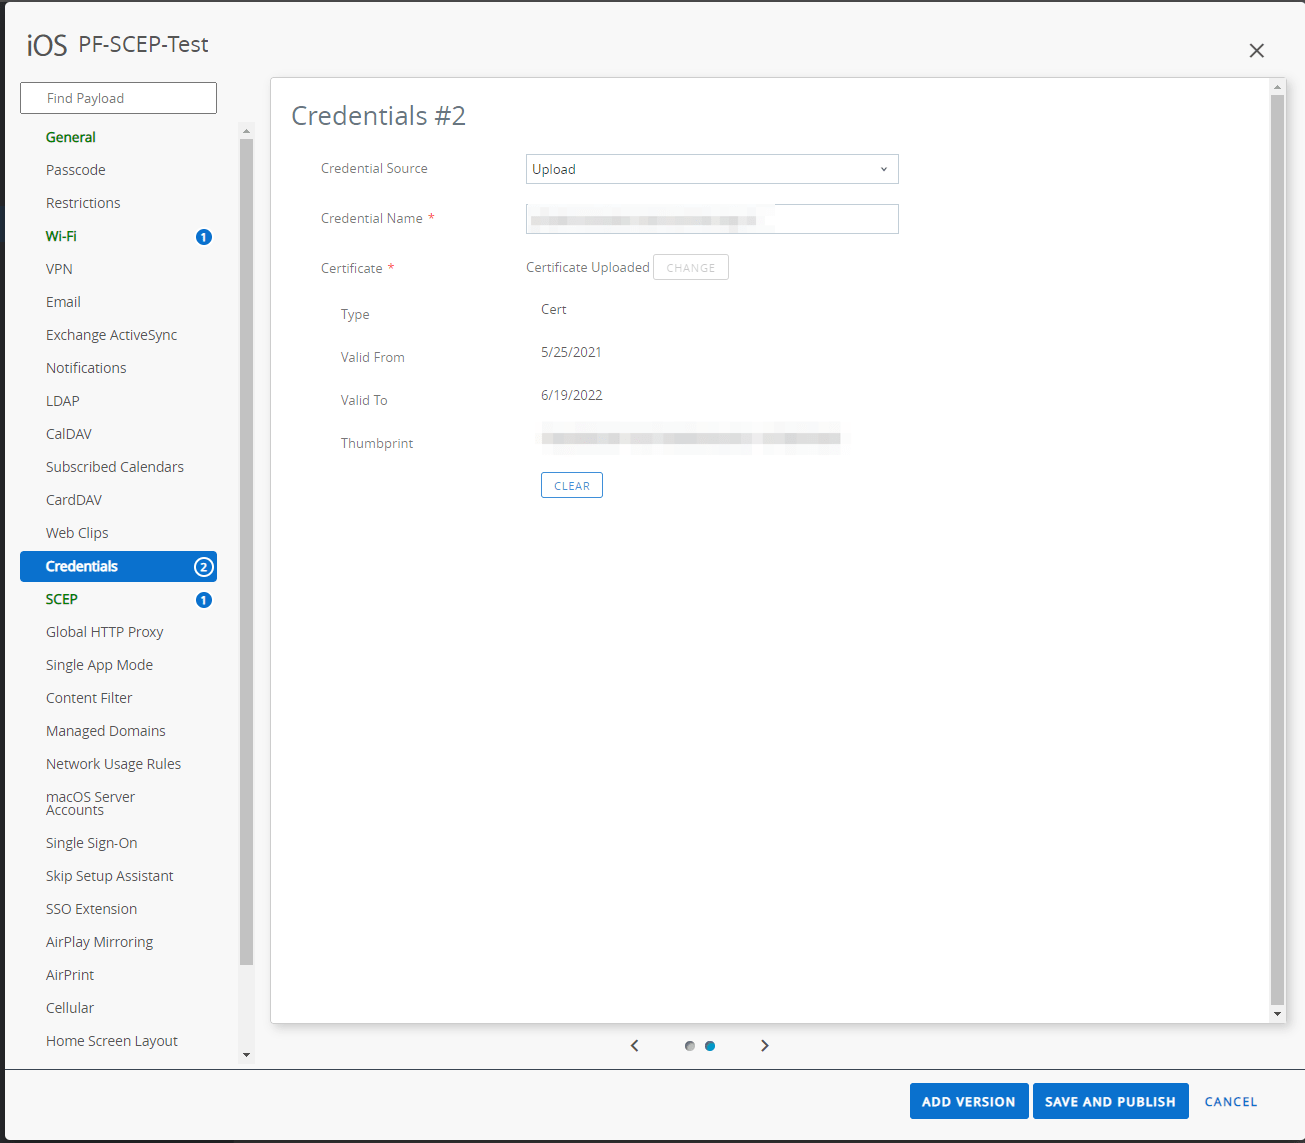 iOS PF-SCEP-Test
Find Payload
General
Passcode
Restrictions
Wi-Fi 1
VPN
Email
Exchange ActiveSync
Notifications
LDAP
CalDAV
Subscribed Calendars
CardDAV
Web Clips
Credentials 2
SCEP 1
Global HTTP Proxy
Single App Mode
Content Filter
Managed Domains
Network Usage Rules
macOS Server
Accounts
Single Sign-On
Skip Setup Assistant
SSO Extension
AirPlay Mirroring
AirPrint
Cellular
Home Screen Layout
Credentials #2
Credential Source Upload
Credential Name *
Certificate * Certificate Uploaded CHANGE
Type Cert
Valid From 5/25/2021
Valid To 6/19/2022
Thumbprint
CLEAR
ADD VERSION SAVE AND PUBLISH CANCEL